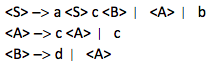 <S> –> a <S> c <B> | <A> | b
<A> –> c <A> | c
<B> –> d | <A>